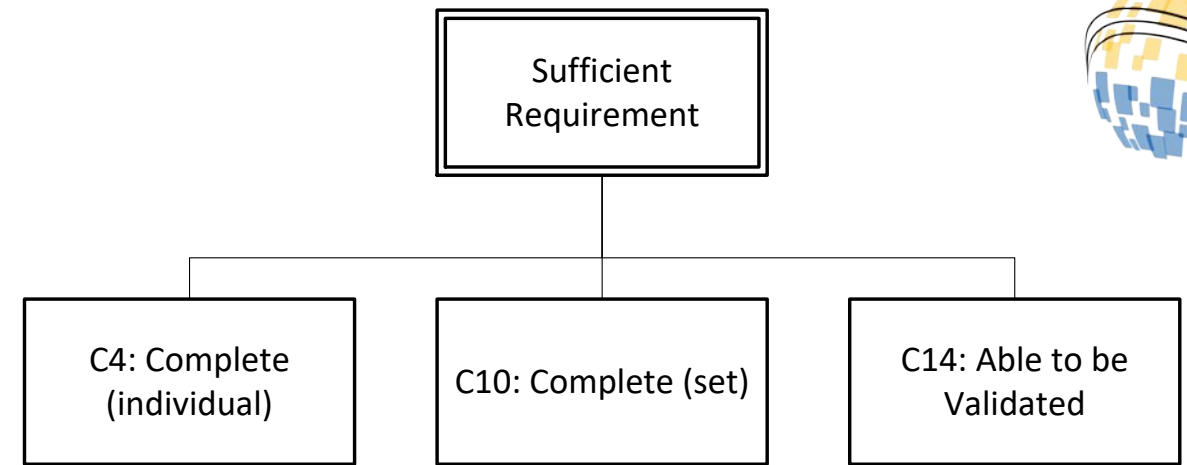 Sufficient
Requirement
C4: Complete
(individual)
C10: Complete (set)
C14: Able to be
Validated